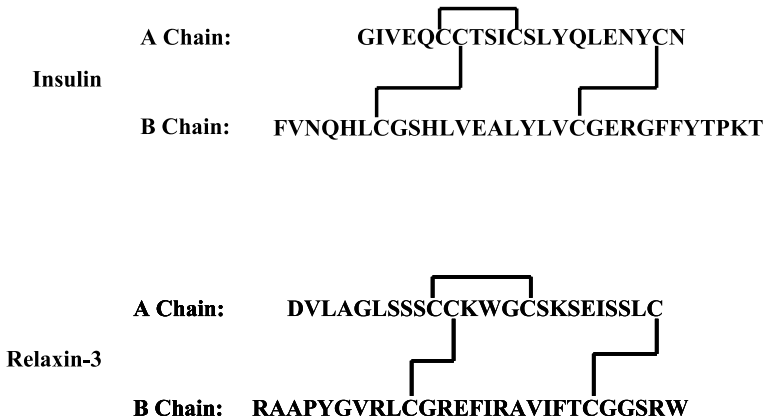 A Chain: GIVEQCCTSICSLYQLENYCN
Insulin
B Chain: FVNQHLCGSHLVEALYLVCGERGFFYTPKT
A Chain: DVLAGLSSSCCKWGCSKSEISSLC
Relaxin-3
B Chain: RAAPYGVRLCGREFIRAVIFTCGGSRW